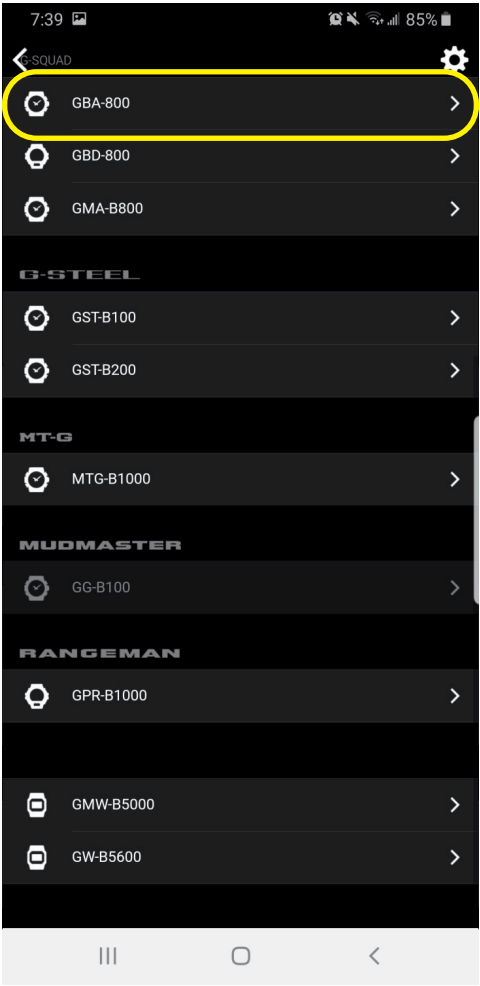 7:39 85%
G-SQUAD
GBA-800
GBD-800
GMA-B800
G-STEEL
GST-B100
GST-B200
MT-G
MTG-B1000
MUDMASTER
GG-B100
RANGEMAN
GPR-B1000
GMW-B5000
GW-B5600